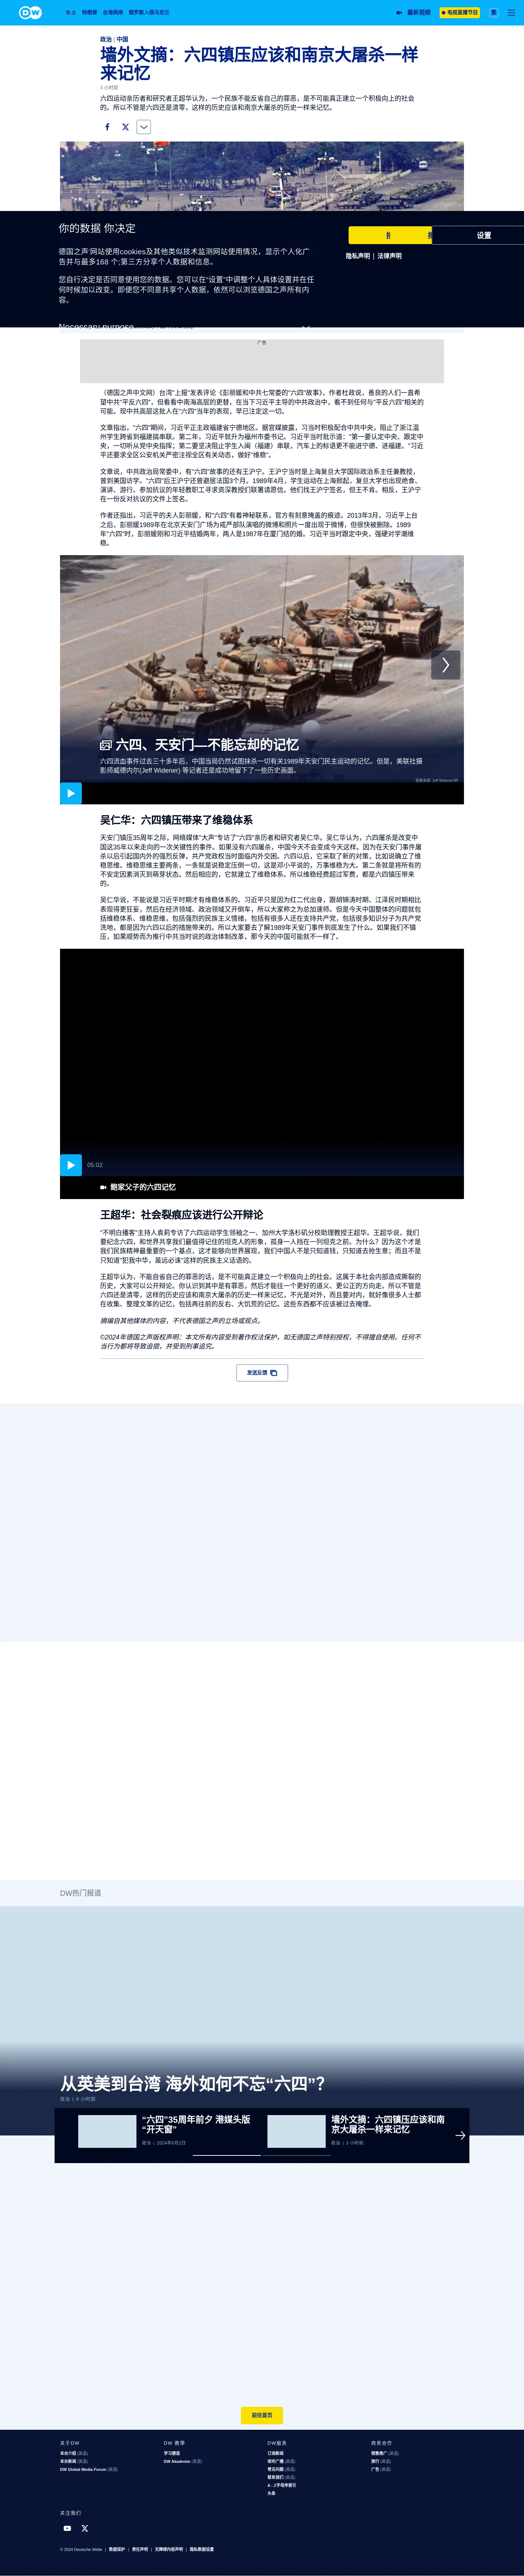 DW
焦点 特朗普 台海两岸 俄罗斯入侵乌克兰
最新视频
电视直播节目
繁
政治 | 中国
墙外文摘：六四镇压应该和南京大屠杀一样
来记忆
3 小时前
六四运动亲历者和研究者王超华认为，一个民族不能反省自己的罪恶，是不可能真正建立一个积极向上的社会
的。所以不管是六四还是清零，这样的历史应该和南京大屠杀的历史一样来记忆。
你的数据 你决定
德国之声'网站使用cookies及其他类似技术监测网站使用情况，显示个人化广
告并与最多168 个;第三方分享个人数据和信息。
您自行决定是否同意使用您的数据。您可以在“设置”中调整个人具体设置并在任
何时候加以改变。即便您不同意共享个人数据，依然可以浏览德国之声所有内
容。
设置
隐私声明 | 法律声明
Necessary purpose
广告
（德国之声中文网）台湾“上报”发表评论《彭丽媛和中共七常委的“六四”故事》，作者杜政说，善良的人们一直希
望中共“平反六四”，但看看中南海高层的更替，在当下习近平主导的中共政治中，看不到任何与“平反六四”相关的
可能。现中共高层这批人在“六四”当年的表现，早已注定这一切。
文章指出，“六四”期间，习近平正主政福建省宁德地区。据官媒披露，习当时积极配合中共中央，阻止了浙江温
州学生跨省到福建搞串联。第二年，习近平就升为福州市委书记。习近平当时批示道：“第一要认定中央、跟定中
央，一切听从党中央指挥；第二要坚决阻止学生入闽（福建）串联，汽车上的标语更不能进宁德、进福建。”习近
平还要求全区公安机关严密注视全区有关动态，做好“维稳”。
文章说，中共政治局常委中，有“六四”故事的还有王沪宁。王沪宁当时是上海复旦大学国际政治系主任兼教授，
曾到美国访学。“六四”后王沪宁还曾避居法国3个月。1989年4月，学生运动在上海掀起，复旦大学也出现绝食、
演讲、游行。参加抗议的年轻教职工寻求资深教授们联署请愿信。他们找王沪宁签名，但王不肯。相反，王沪宁
在一份反对抗议的文件上签名。
作者还指出，习近平的夫人彭丽媛，和“六四”有着神秘联系，官方有刻意掩盖的痕迹。2013年3月，习近平上台
之后，彭丽媛1989年在北京天安门广场为戒严部队演唱的微博和照片一度出现于微博，但很快被删除。1989
年“六四”时，彭丽媛刚和习近平结婚两年，两人是1987年在厦门结的婚。习近平当时跟定中央，强硬对学潮维
稳。
六四、天安门—不能忘却的记忆
六四流血事件过去三十多年后，中国当局仍然试图抹杀一切有关1989年天安门民主运动的记忆。但是，美联社摄
影师威德内尔(Jeff Widener) 等记者还是成功地留下了一些历史画面。
图像来源: Jeff Widener/AP
吴仁华：六四镇压带来了维稳体系
天安门镇压35周年之际，网络媒体“大声”专访了“六四”亲历者和研究者吴仁华。吴仁华认为，六四屠杀是改变中
国这35年以来走向的一次关键性的事件。如果没有六四屠杀，中国今天不会变成今天这样。因为在天安门事件屠
杀以后引起国内外的强烈反弹，共产党政权当时面临内外交困。六四以后，它采取了新的对策，比如说确立了维
稳思维。维稳思维主要两条，一条就是说稳定压倒一切，这是邓小平说的，万事维稳为大。第二条就是将所有的
不安定因素消灭到萌芽状态。然后相应的，它就建立了维稳体系。所以维稳经费超过军费，都是六四镇压带来
的。
吴仁华说，不能说是习近平时期才有维稳体系的。习近平只是因为红二代出身，跟胡锦涛时期、江泽民时期相比
表现得更狂妄，然后在经济领域、政治领域又开倒车，所以大家称之为总加速师。但是今天中国整体的问题就包
括维稳体系、维稳思维，包括强烈的民族主义情绪，包括有很多人还在支持共产党，包括很多知识分子为共产党
洗地，都是因为六四以后的措施带来的。所以大家要去了解1989年天安门事件到底发生了什么。如果我们不镇
压，如果顺势而为推行中共当时说的政治体制改革，那今天的中国可能就不一样了。
05:02
鲍家父子的六四记忆
王超华：社会裂痕应该进行公开辩论
“不明白播客”主持人袁莉专访了六四运动学生领袖之一、加州大学洛杉矶分校助理教授王超华。王超华说，我们
要纪念六四，和世界共享我们最值得记住的坦克人的形象，孤身一人挡在一列坦克之前。为什么？因为这个才是
我们民族精神最重要的一个基点，这才能够向世界展现，我们中国人不是只知道钱，只知道去抢生意；而且不是
只知道“犯我中华，虽远必诛”这样的民族主义话语的。
王超华认为，不能自省自己的罪恶的话，是不可能真正建立一个积极向上的社会。这属于本社会内部造成撕裂的
历史，大家可以公开辩论。你认识到其中是有罪恶，然后才能往一个更好的道义、更公正的方向走。所以不管是
六四还是清零，这样的历史应该和南京大屠杀的历史一样来记忆，不光是对外，而且要对内，就好像很多人士都
在收集、整理文革的记忆，包括再往前的反右、大饥荒的记忆。这些东西都不应该被过去掩埋。
摘编自其他媒体的内容，不代表德国之声的立场或观点。
©2024年德国之声版权声明：本文所有内容受到著作权法保护，如无德国之声特别授权，不得擅自使用。任何不
当行为都将导致追偿，并受到刑事追究。
发送反馈
DW热门报道
从英美到台湾 海外如何不忘“六四”？
政治 | 6 小时前
“六四”35周年前夕 港媒头版
“开天窗”
政治 | 2024年6月2日
墙外文摘：六四镇压应该和南
京大屠杀一样来记忆
政治 | 3 小时前
前往首页
关于DW
本台介绍 (英语)
本台新闻 (英语)
DW Global Media Forum (英语)
DW 教学
学习德语
DW Akademie (英语)
DW服务
订阅新闻
收听广播 (英语)
常见问题 (英语)
联系我们 (英语)
A - Z字母序索引
头条
商务合作
销售推广 (英语)
旅行 (英语)
广告 (英语)
关注我们
© 2024 Deutsche Welle | 数据保护 | 责任声明 | 无障碍内容声明 | 隐私数据设置